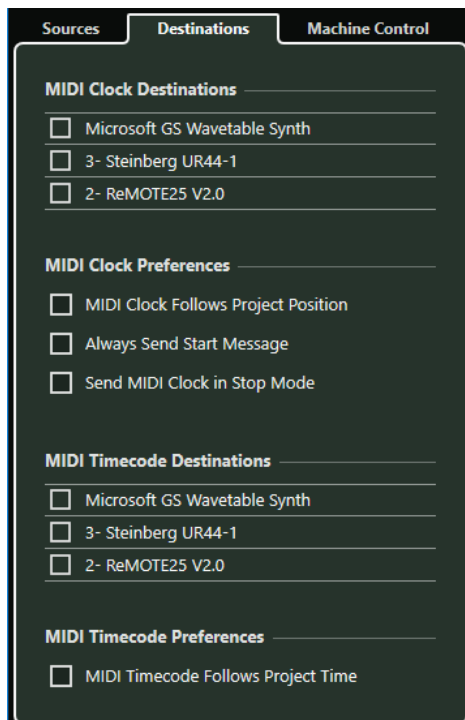 Sources Destinations Machine Control
MIDI Clock Destinations
Microsoft GS Wavetable Synth
3- Steinberg UR44-1
2- ReMOTE25 V2.0
MIDI Clock Preferences
MIDI Clock Follows Project Position
Always Send Start Message
Send MIDI Clock in Stop Mode
MIDI Timecode Destinations
Microsoft GS Wavetable Synth
3- Steinberg UR44-1
2- ReMOTE25 V2.0
MIDI Timecode Preferences
MIDI Timecode Follows Project Time